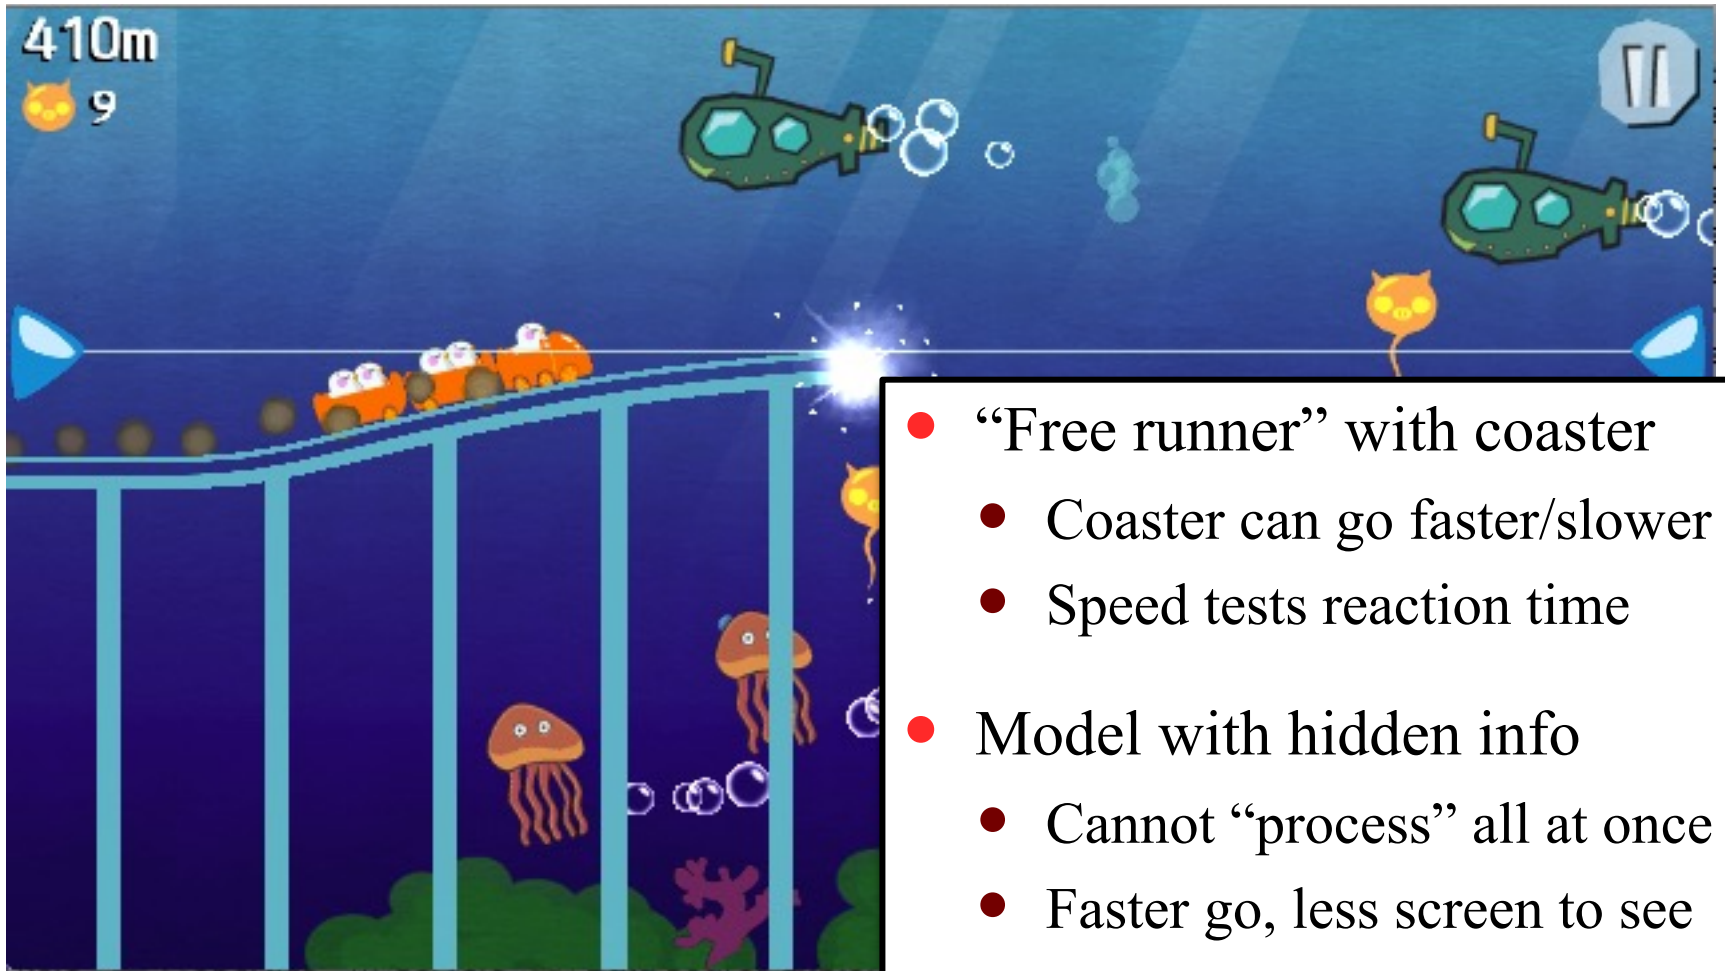 410m
9
“Free runner” with coaster
Coaster can go faster/slower
Speed tests reaction time
Model with hidden info
Cannot “process” all at once
Faster go, less screen to see